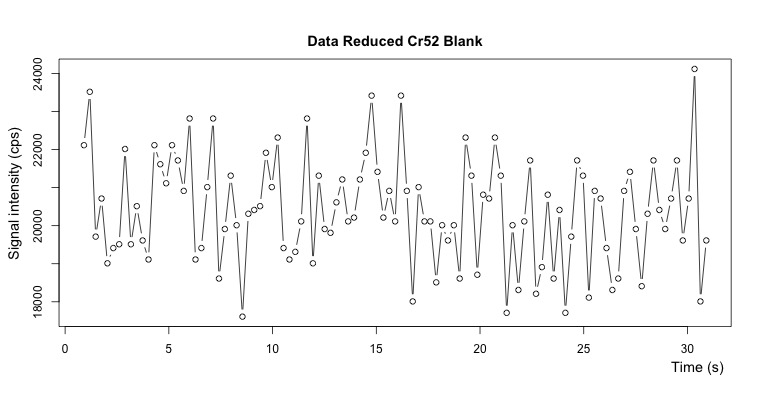 Data Reduced Cr52 Blank
24000
22000
20000
18000
Signal intensity (cps)
0 5 10 15 20 25 30
Time (s)